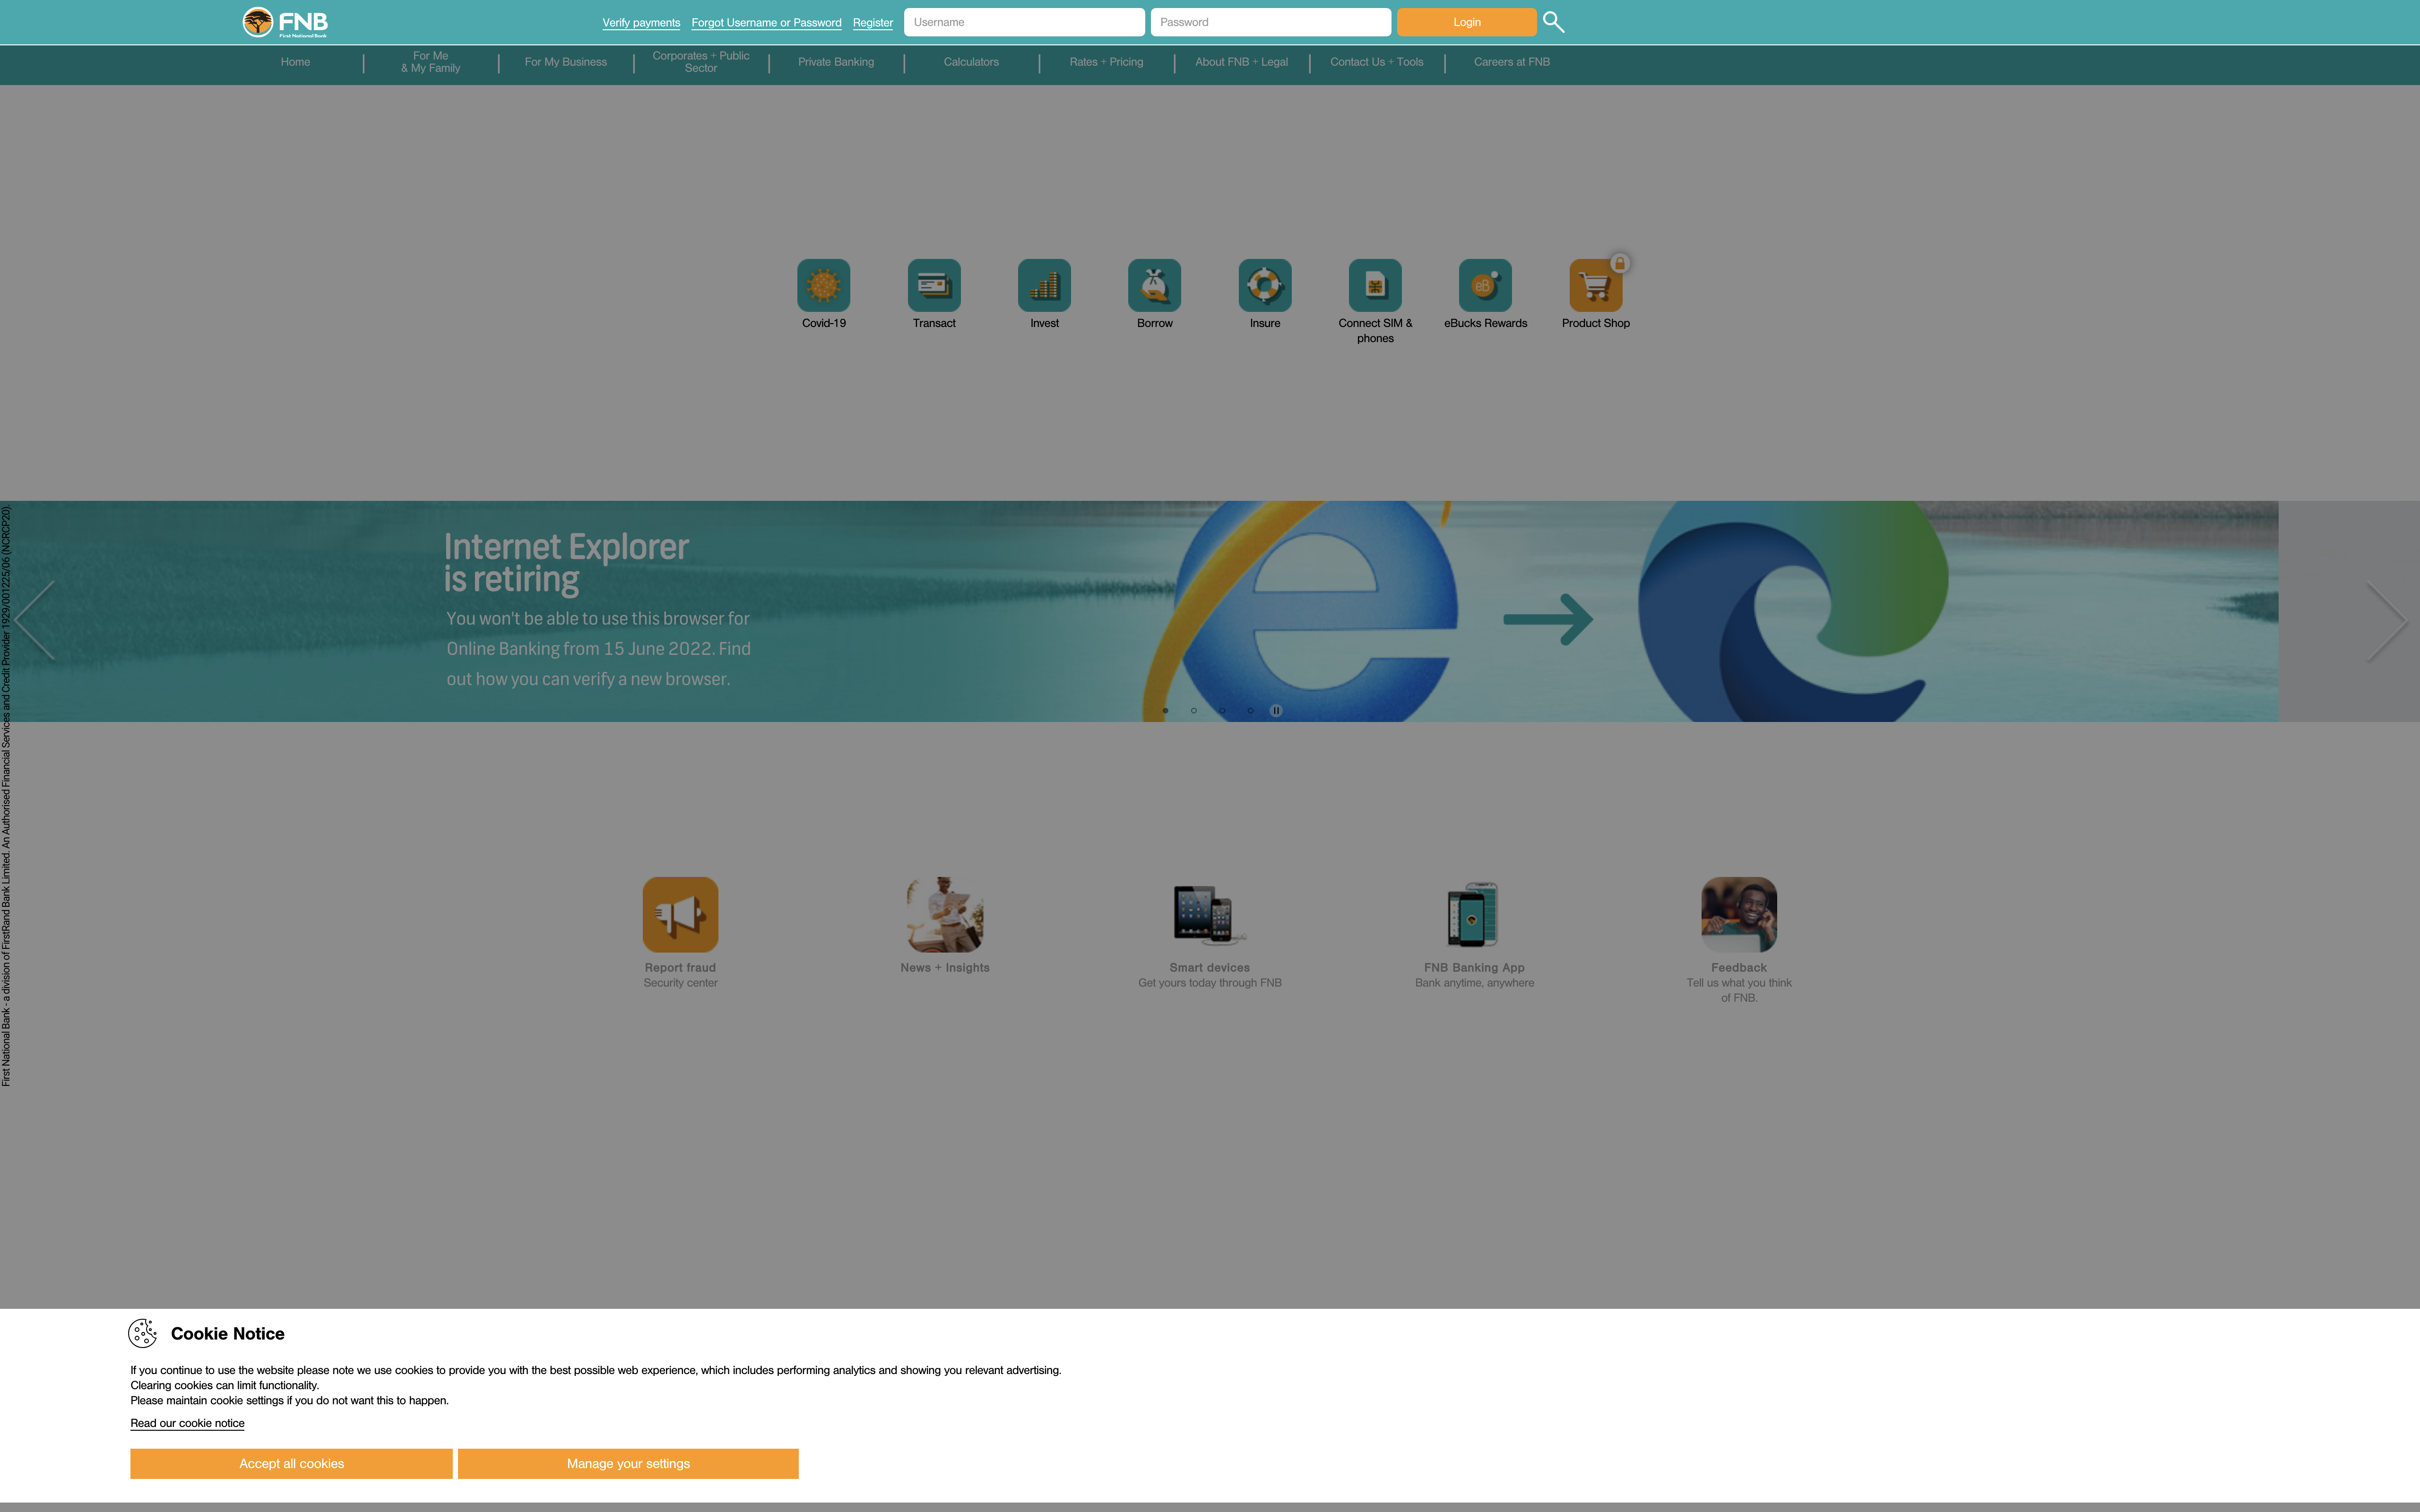 FNB
First National Bank
Verify payments
Forgot Username or Password
Register
Username
Password
Login
Home
For Me
& My Family
For My Business
Corporates + Public
Sector
Private Banking
Calculators
Rates + Pricing
About FNB + Legal
Contact Us + Tools
Careers at FNB
Covid-19
Transact
Invest
Borrow
Insure
Connect SIM &
phones
eB
eBucks Rewards
Product Shop
First National Bank - a division of FirstRand Bank Limited. An Authorised Financial Services and Credit Provider 1929/001225/06 (NCRCP20).
Internet Explorer
is retiring
You won't be able to use this browser for
Online Banking from 15 June 2022. Find
out how you can verify a new browser.
Report fraud
Security center
News + Insights
Smart devices
Get yours today through FNB
FNB Banking App
Bank anytime, anywhere
Feedback
Tell us what you think
of FNB.
Cookie Notice
If you continue to use the website please note we use cookies to provide you with the best possible web experience, which includes performing analytics and showing you relevant advertising.
Clearing cookies can limit functionality.
Please maintain cookie settings if you do not want this to happen.
Read our cookie notice
Accept all cookies
Manage your settings